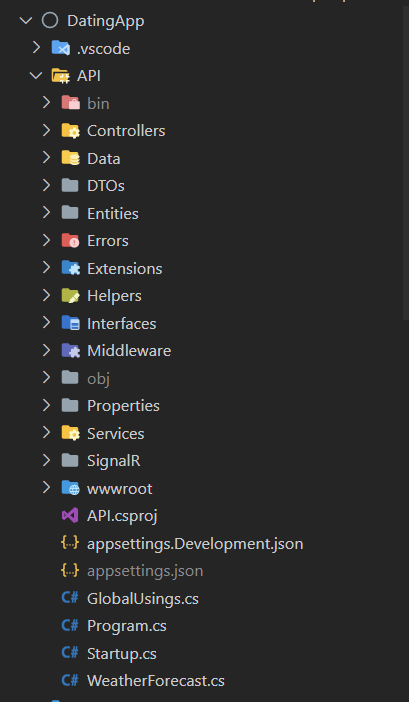 DatingApp
.vscode
API
bin
Controllers
Data
DTOs
Entities
Errors
Extensions
Helpers
Interfaces
Middleware
obj
Properties
Services
SignalR
wwwroot
API.csproj
{..} appsettings.Development.json
{..} appsettings.json
C# GlobalUsings.cs
C# Program.cs
C# Startup.cs
C# WeatherForecast.cs